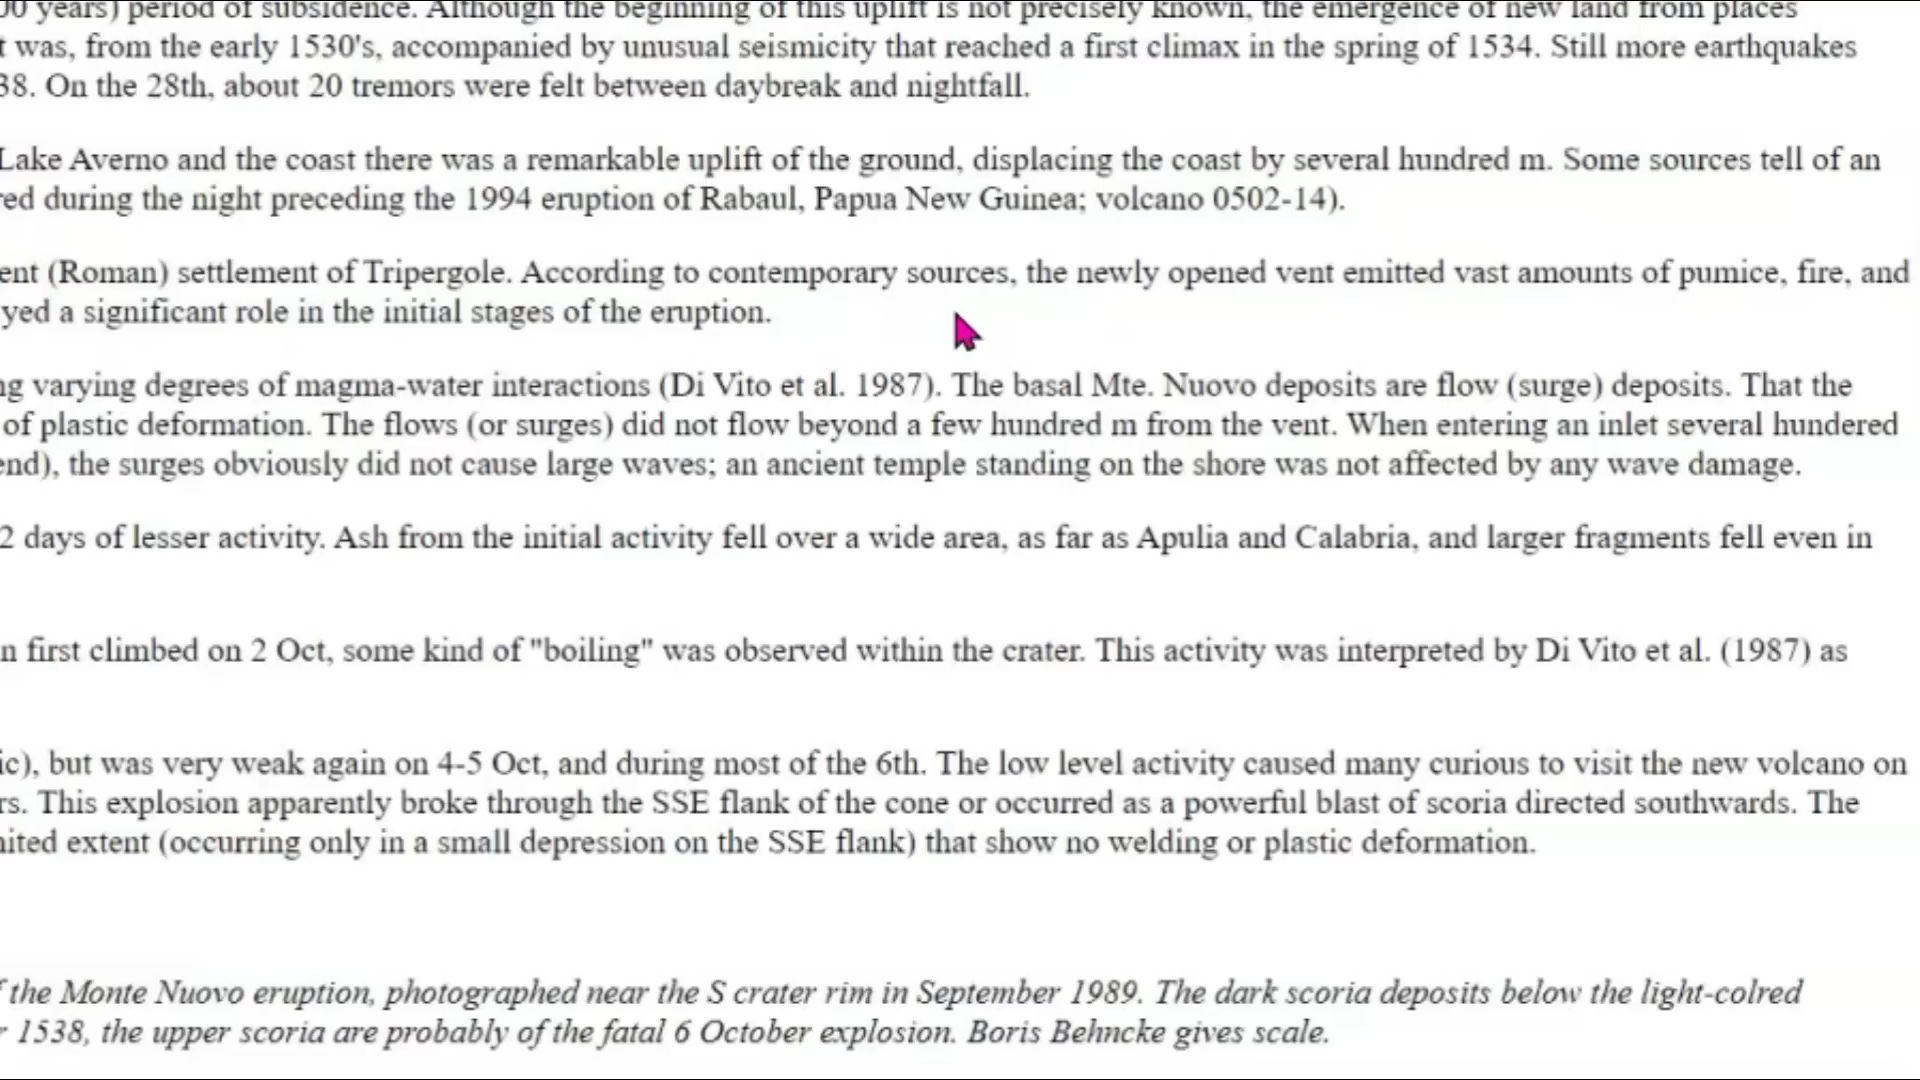 years) period of subsidence. Although the beginning of this uplift is not precisely known, the emergence of new land from places
was, from the early 1530's, accompanied by unusual seismicity that reached a first climax in the spring of 1534. Still more earthquakes
38. On the 28th, about 20 tremors were felt between daybreak and nightfall.
Lake Averno and the coast there was a remarkable uplift of the ground, displacing the coast by several hundred m. Some sources tell of an
red during the night preceding the 1994 eruption of Rabaul, Papua New Guinea; volcano 0502-14).
ent (Roman) settlement of Tripergole. According to contemporary sources, the newly opened vent emitted vast amounts of pumice, fire, and
yed a significant role in the initial stages of the eruption.
ng varying degrees of magma-water interactions (Di Vito et al. 1987). The basal Mte. Nuovo deposits are flow (surge) deposits. That the
of plastic deformation. The flows (or surges) did not flow beyond a few hundred m from the vent. When entering an inlet several hundered
end), the surges obviously did not cause large waves; an ancient temple standing on the shore was not affected by any wave damage.
2 days of lesser activity. Ash from the initial activity fell over a wide area, as far as Apulia and Calabria, and larger fragments fell even in
n first climbed on 2 Oct, some kind of "boiling" was observed within the crater. This activity was interpreted by Di Vito et al. (1987) as
ic), but was very weak again on 4-5 Oct, and during most of the 6th. The low level activity caused many curious to visit the new volcano on
rs. This explosion apparently broke through the SSE flank of the cone or occurred as a powerful blast of scoria directed southwards. The
ited extent (occurring only in a small depression on the SSE flank) that show no welding or plastic deformation.
the Monte Nuovo eruption, photographed near the S crater rim in September 1989. The dark scoria deposits below the light-colred
1538, the upper scoria are probably of the fatal 6 October explosion. Boris Behncke gives scale.